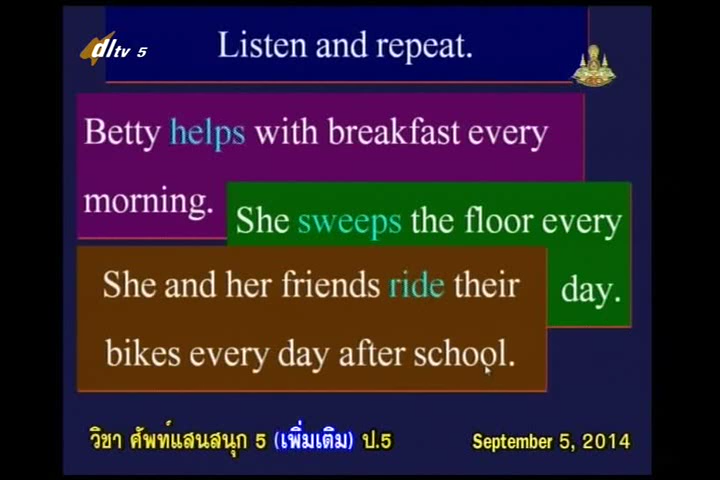 dltv 5
Listen and repeat.
Betty helps with breakfast every
morning.
She sweeps the floor every
day.
She and her friends ride their
bikes every day after school.
วิชา ศัพท์แสนสนุก 5 (เพิ่มเติม) ป.5
September 5, 2014